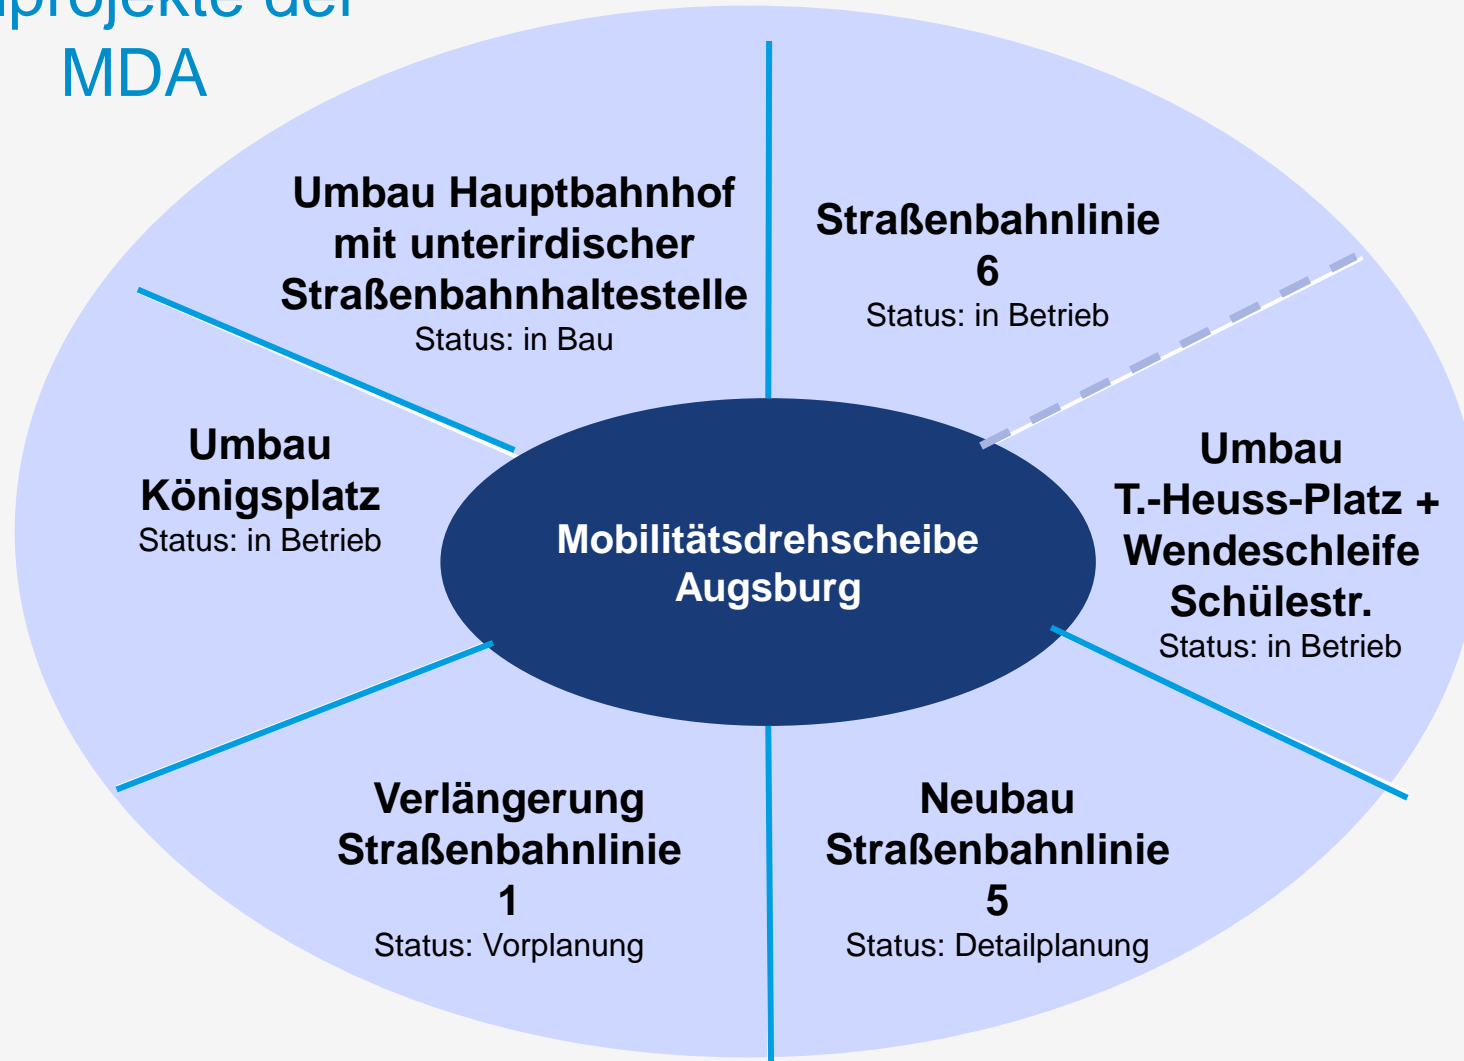 der
MDA
Umbau Hauptbahnhof
mit unterirdischer
Straßenbahnhaltestelle
Status: in Bau
Straßenbahnlinie
6
Status: in Betrieb
Umbau
Königsplatz
Status: in Betrieb
Umbau
T.-Heuss-Platz +
Wendeschleife
Schülestr.
Status: in Betrieb
Mobilitätsdrehscheibe
Augsburg
Verlängerung
Straßenbahnlinie
1
Status: Vorplanung
Neubau
Straßenbahnlinie
5
Status: Detailplanung